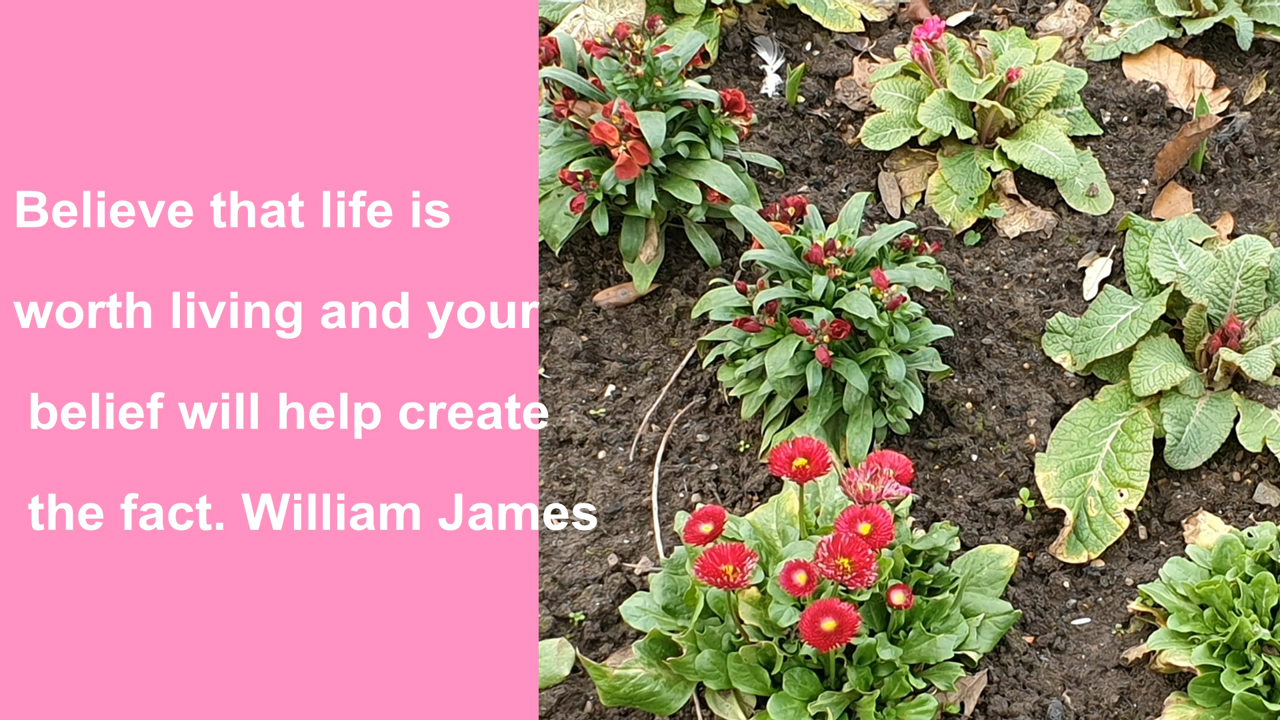 Believe that life is
worth living and your
belief will help create
the fact. William James